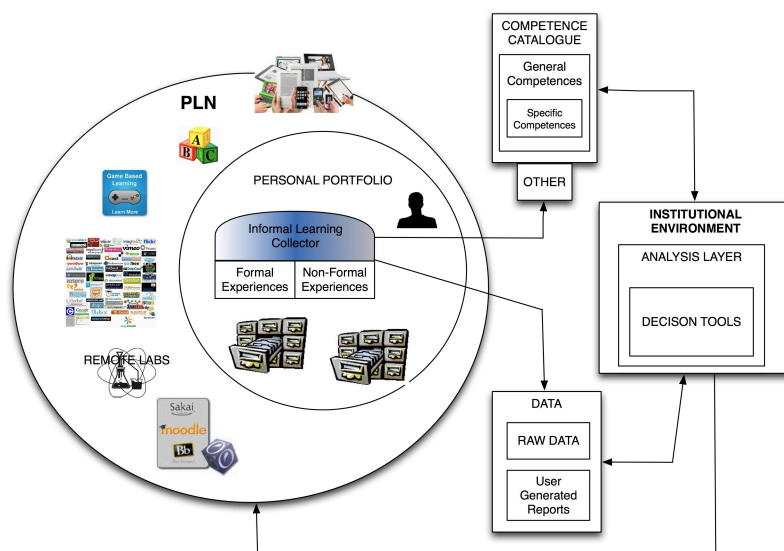 COMPETENCE
CATALOGUE
General
Competences
Specific
Competences
OTHER
PLN
A
B
C
Game Based
Learning
Learn More
PERSONAL PORTFOLIO
Informal Learning
Collector
Formal
Experiences
Non-Formal
Experiences
INSTITUTIONAL
ENVIRONMENT
ANALYSIS LAYER
DECISON TOOLS
flickr
vimeo
REMOTE LABS
Sakai
moodle
Bb
DATA
RAW DATA
User
Generated
Reports